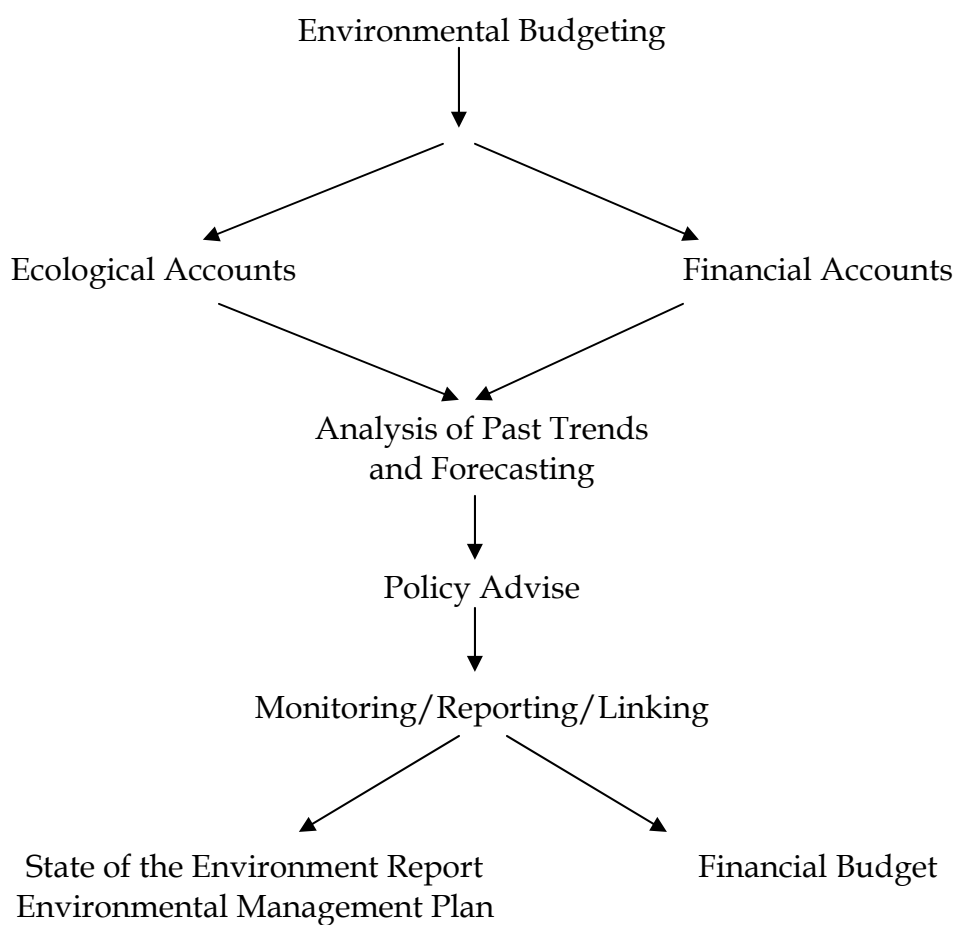 Environmental Budgeting
Ecological Accounts
Financial Accounts
Analysis of Past Trends
and Forecasting
Policy Advise
Monitoring/Reporting/Linking
State of the Environment Report
Environmental Management Plan
Financial Budget